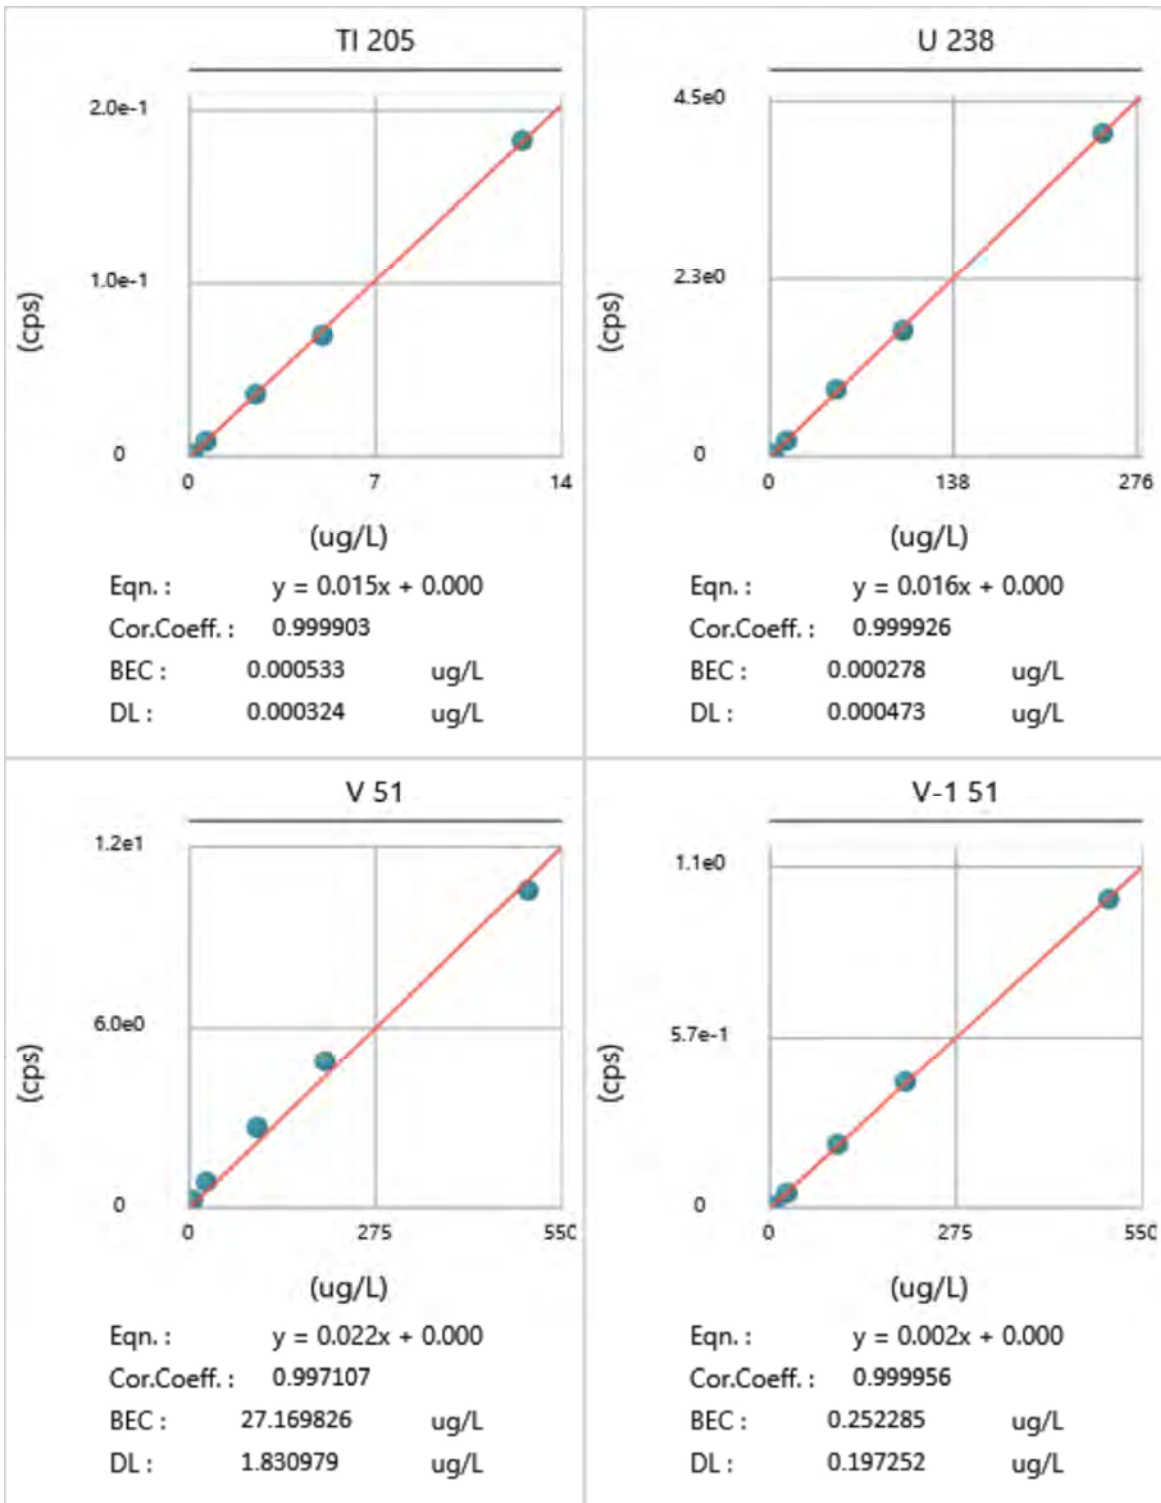 Tl 205
2.0e-1
1.0e-1
0
(cps)
0 7 14
(ug/L)
Eqn. : y = 0.015x + 0.000
Cor.Coeff. : 0.999903
BEC : 0.000533 ug/L
DL : 0.000324 ug/L
U 238
4.5e0
2.3e0
0
(cps)
0 138 276
(ug/L)
Eqn. : y = 0.016x + 0.000
Cor.Coeff. : 0.999926
BEC : 0.000278 ug/L
DL : 0.000473 ug/L
V 51
1.2e1
6.0e0
0
(cps)
0 275 550
(ug/L)
Eqn. : y = 0.022x + 0.000
Cor.Coeff. : 0.997107
BEC : 27.169826 ug/L
DL : 1.830979 ug/L
V-1 51
1.1e0
5.7e-1
0
(cps)
0 275 550
(ug/L)
Eqn. : y = 0.002x + 0.000
Cor.Coeff. : 0.999956
BEC : 0.252285 ug/L
DL : 0.197252 ug/L